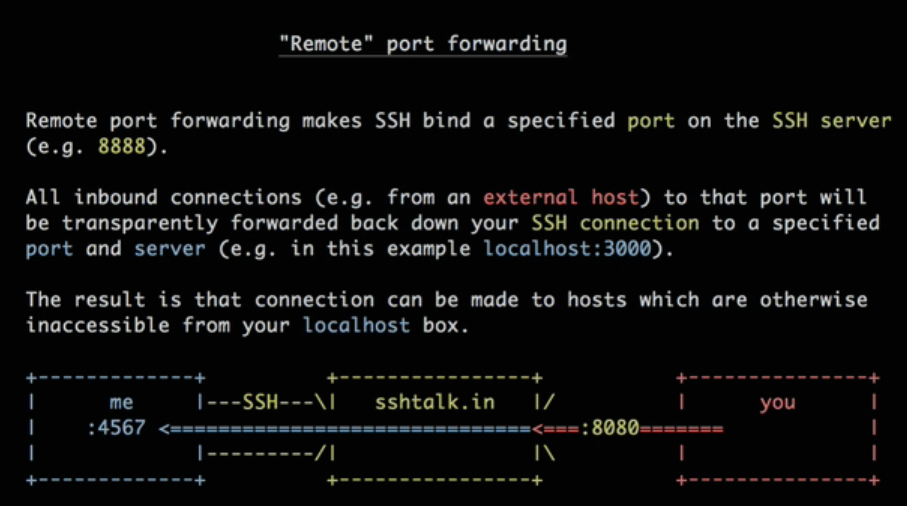 "Remote" port forwarding
Remote port forwarding makes SSH bind a specified port on the SSH server
(e.g. 8888).
All inbound connections (e.g. from an external host) to that port will
be transparently forwarded back down your SSH connection to a specified
port and server (e.g. in this example localhost:3000).
The result is that connection can be made to hosts which are otherwise
inaccessible from your localhost box.
+-------------+          +----------------+           +---------------+
|      me     |---SSH---\|   sshtalk.in   |/          |      you      |
|    :4567 <==============================<===:8080=======            |
|             |---------/|                |\          |               |
+-------------+          +----------------+           +---------------+